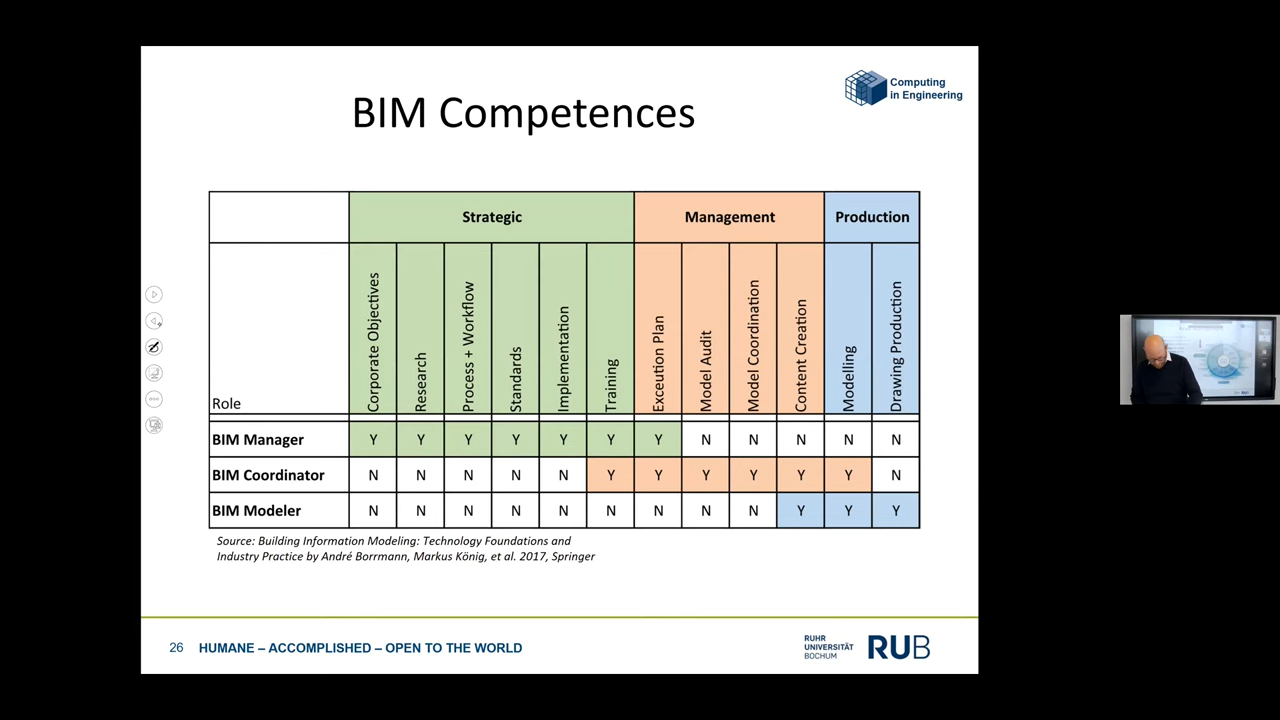 Computing
in Engineering
BIM Competences
Strategic Management Production
Role Corporate Objectives Research Process + Workflow Standards Implementation Training Exceution Plan Model Audit Model Coordination Content Creation Modelling Drawing Production
BIM Manager Y Y Y Y Y Y Y N N N N N
BIM Coordinator N N N N N Y Y Y Y Y Y N
BIM Modeler N N N N N N N N N Y Y Y
Source: Building Information Modeling: Technology Foundations and
Industry Practice by André Borrmann, Markus König, et al. 2017, Springer
26 HUMANE – ACCOMPLISHED – OPEN TO THE WORLD
RUHR
UNIVERSITÄT
BOCHUM
RUB